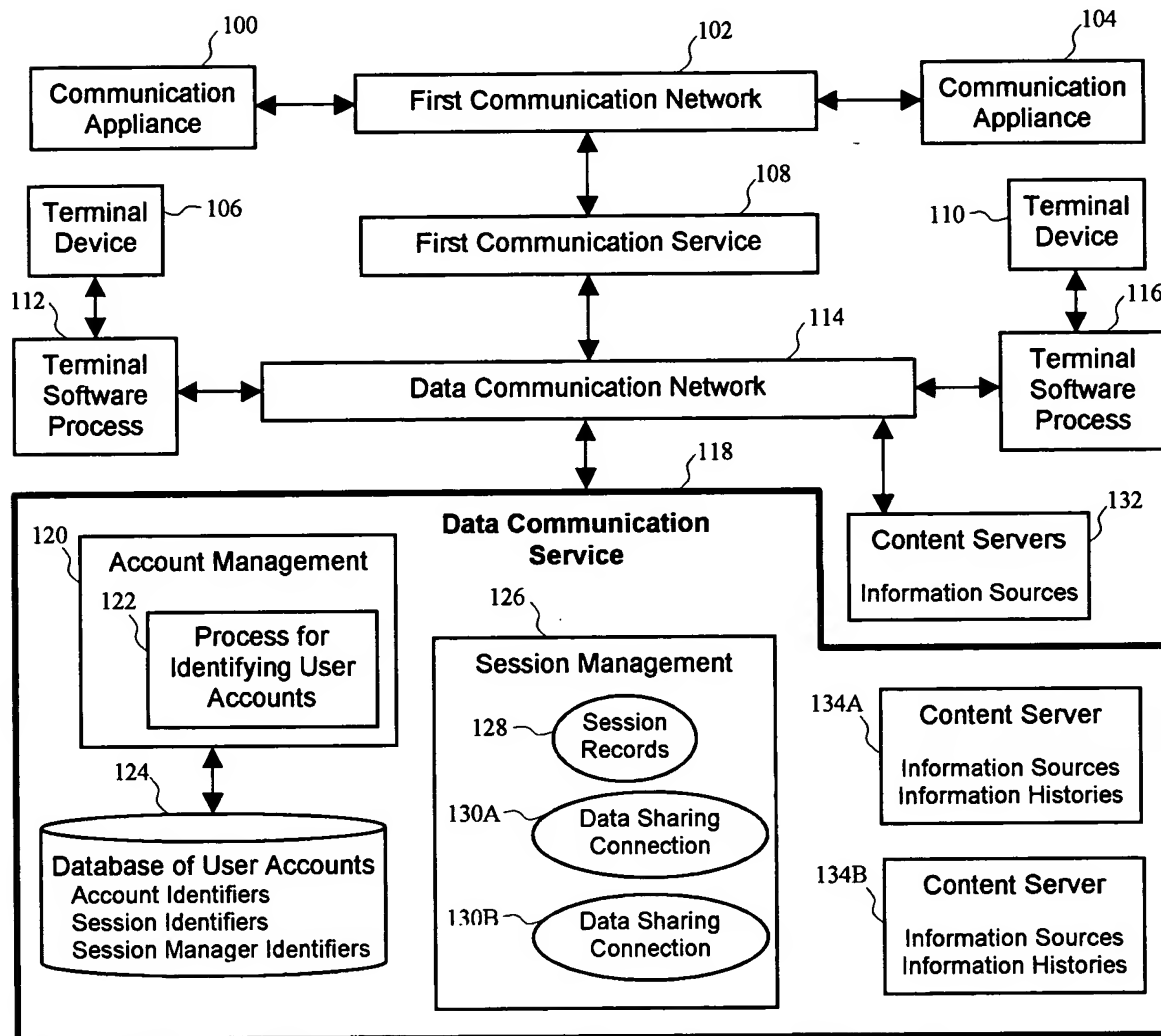 100
102
104
Communication
Appliance
First Communication Network
Communication
Appliance
108
Terminal
Device
106
First Communication Service
110
Terminal
Device
112
114
116
Terminal
Software
Process
Data Communication Network
Terminal
Software
Process
118
Data Communication
Service
120
Account Management
122
Process for
Identifying User
Accounts
132
Content Servers
Information Sources
126
Session Management
128
Session
Records
134A
Content Server
Information Sources
Information Histories
124
130A
Data Sharing
Connection
Database of User Accounts
Account Identifiers
Session Identifiers
Session Manager Identifiers
130B
Data Sharing
Connection
134B
Content Server
Information Sources
Information Histories